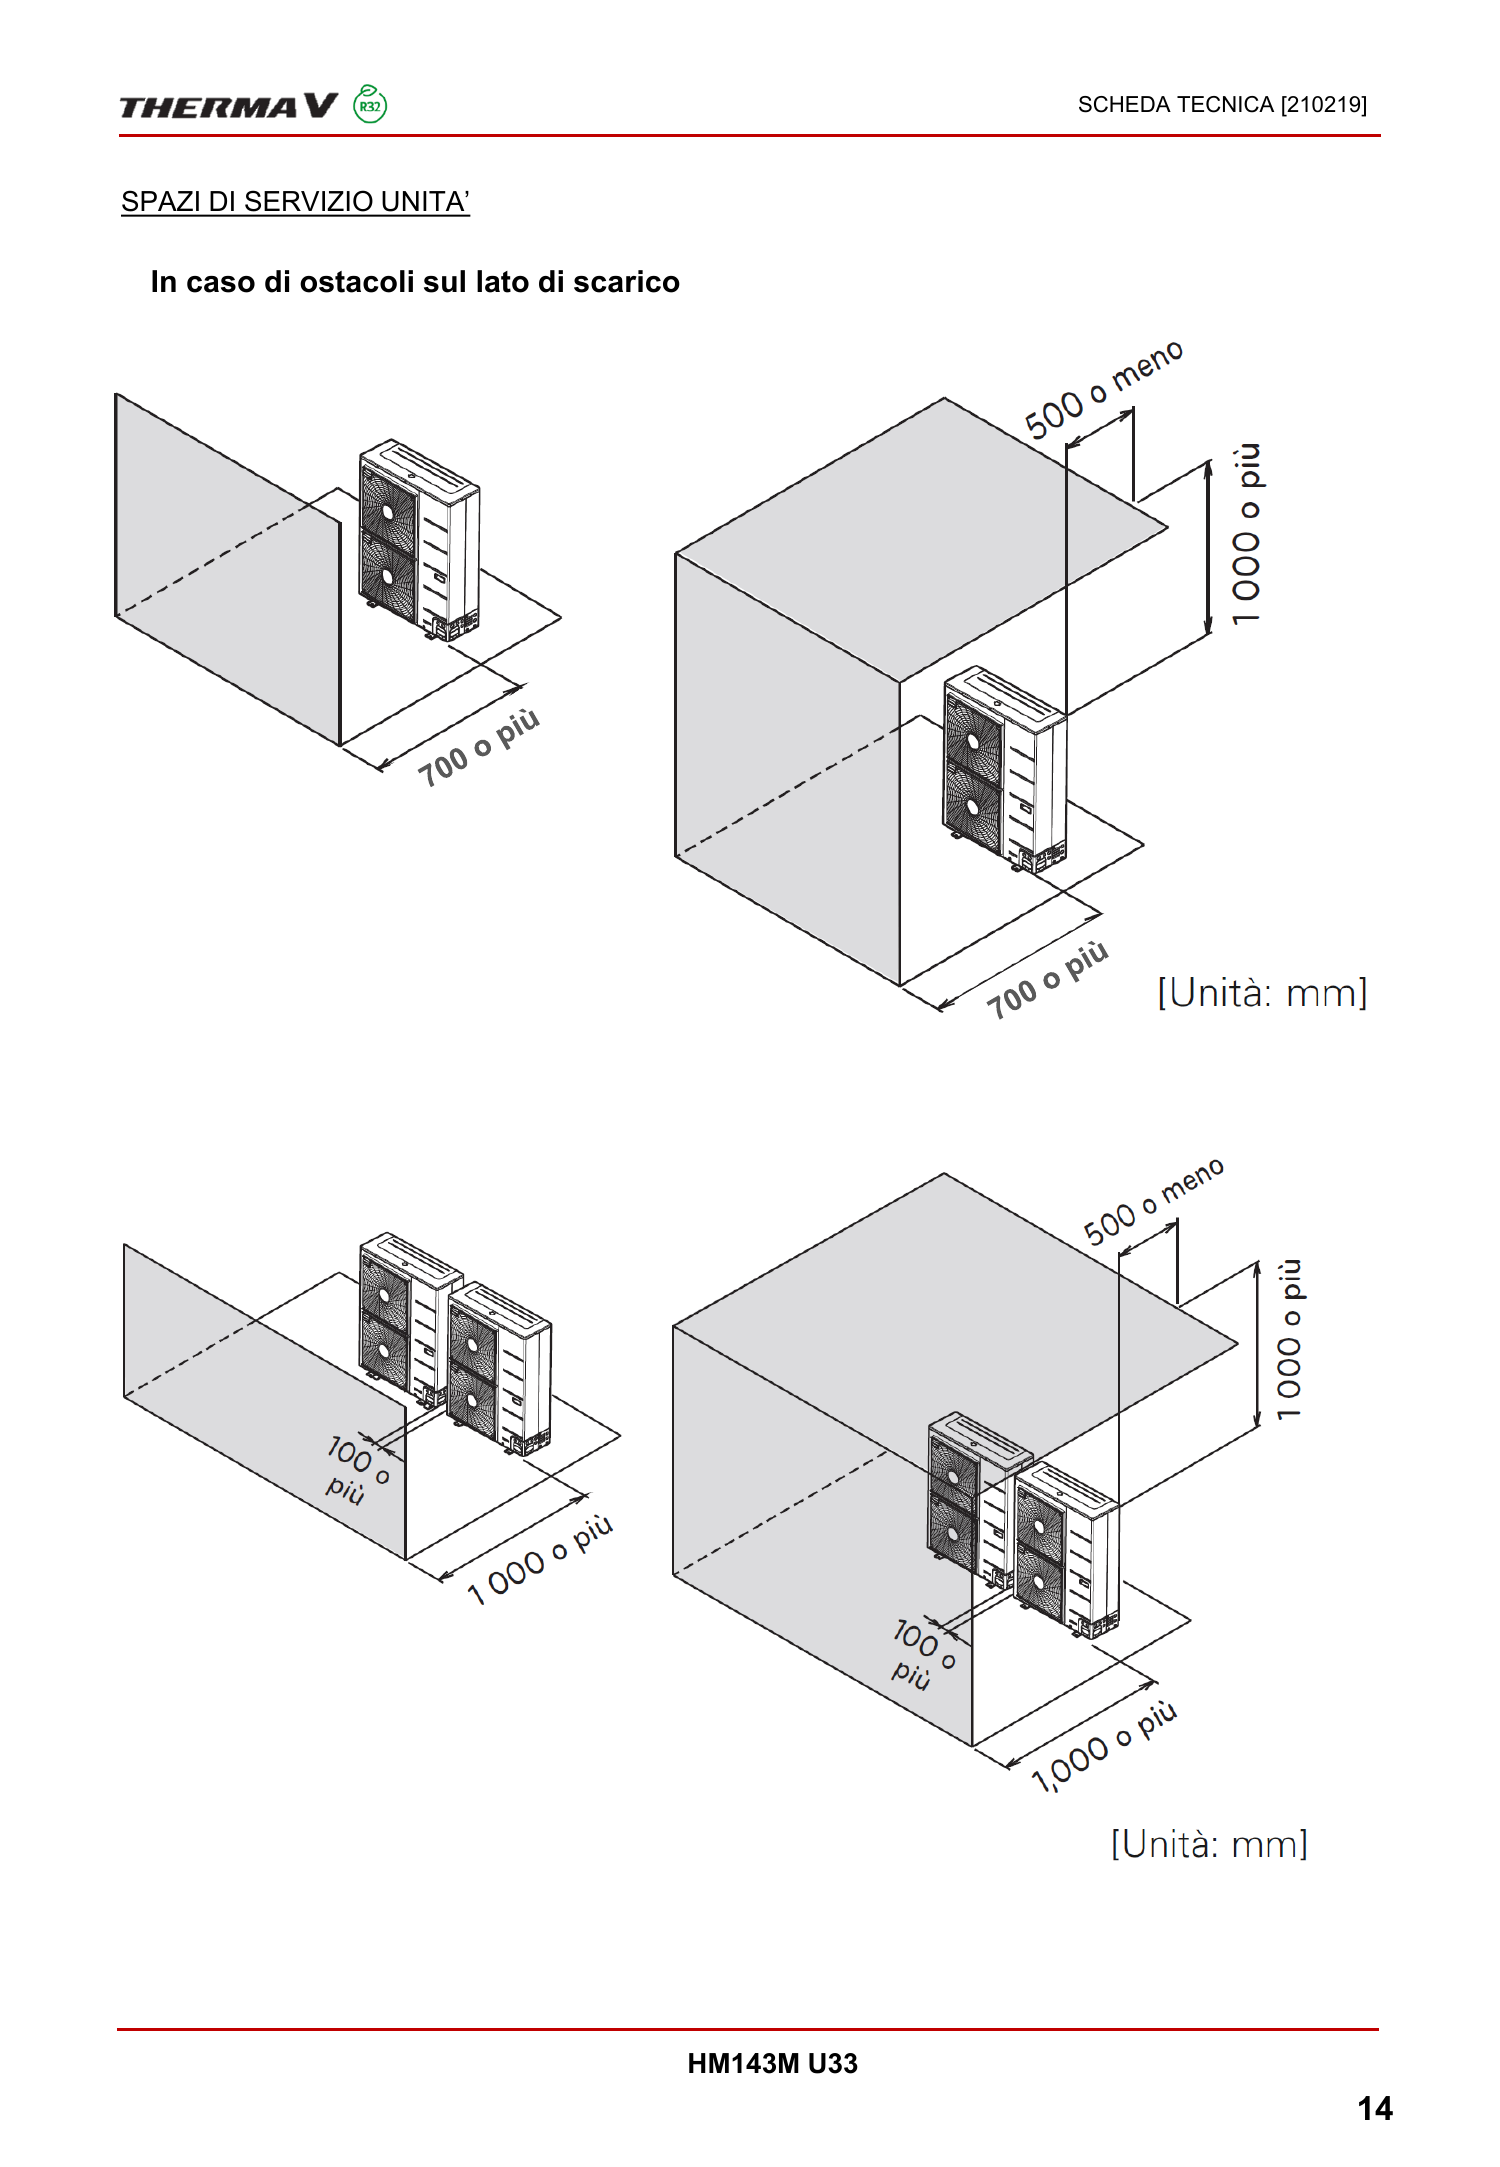 THERMA V R32
SCHEDA TECNICA [210219]
SPAZI DI SERVIZIO UNITA’
In caso di ostacoli sul lato di scarico
700 o più
500 o meno
1 000 o più
700 o più
[Unità: mm]
100 o
più
1 000 o più
500 o meno
1 000 o più
100 o
più
1,000 o più
[Unità: mm]
HM143M U33
14